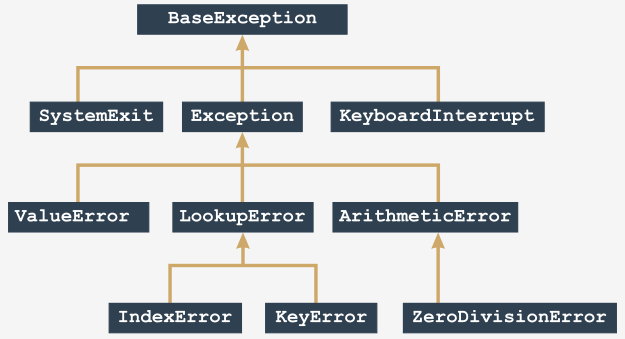 BaseException
SystemExit
Exception
KeyboardInterrupt
ValueError
LookupError
ArithmeticError
IndexError
KeyError
ZeroDivisionError